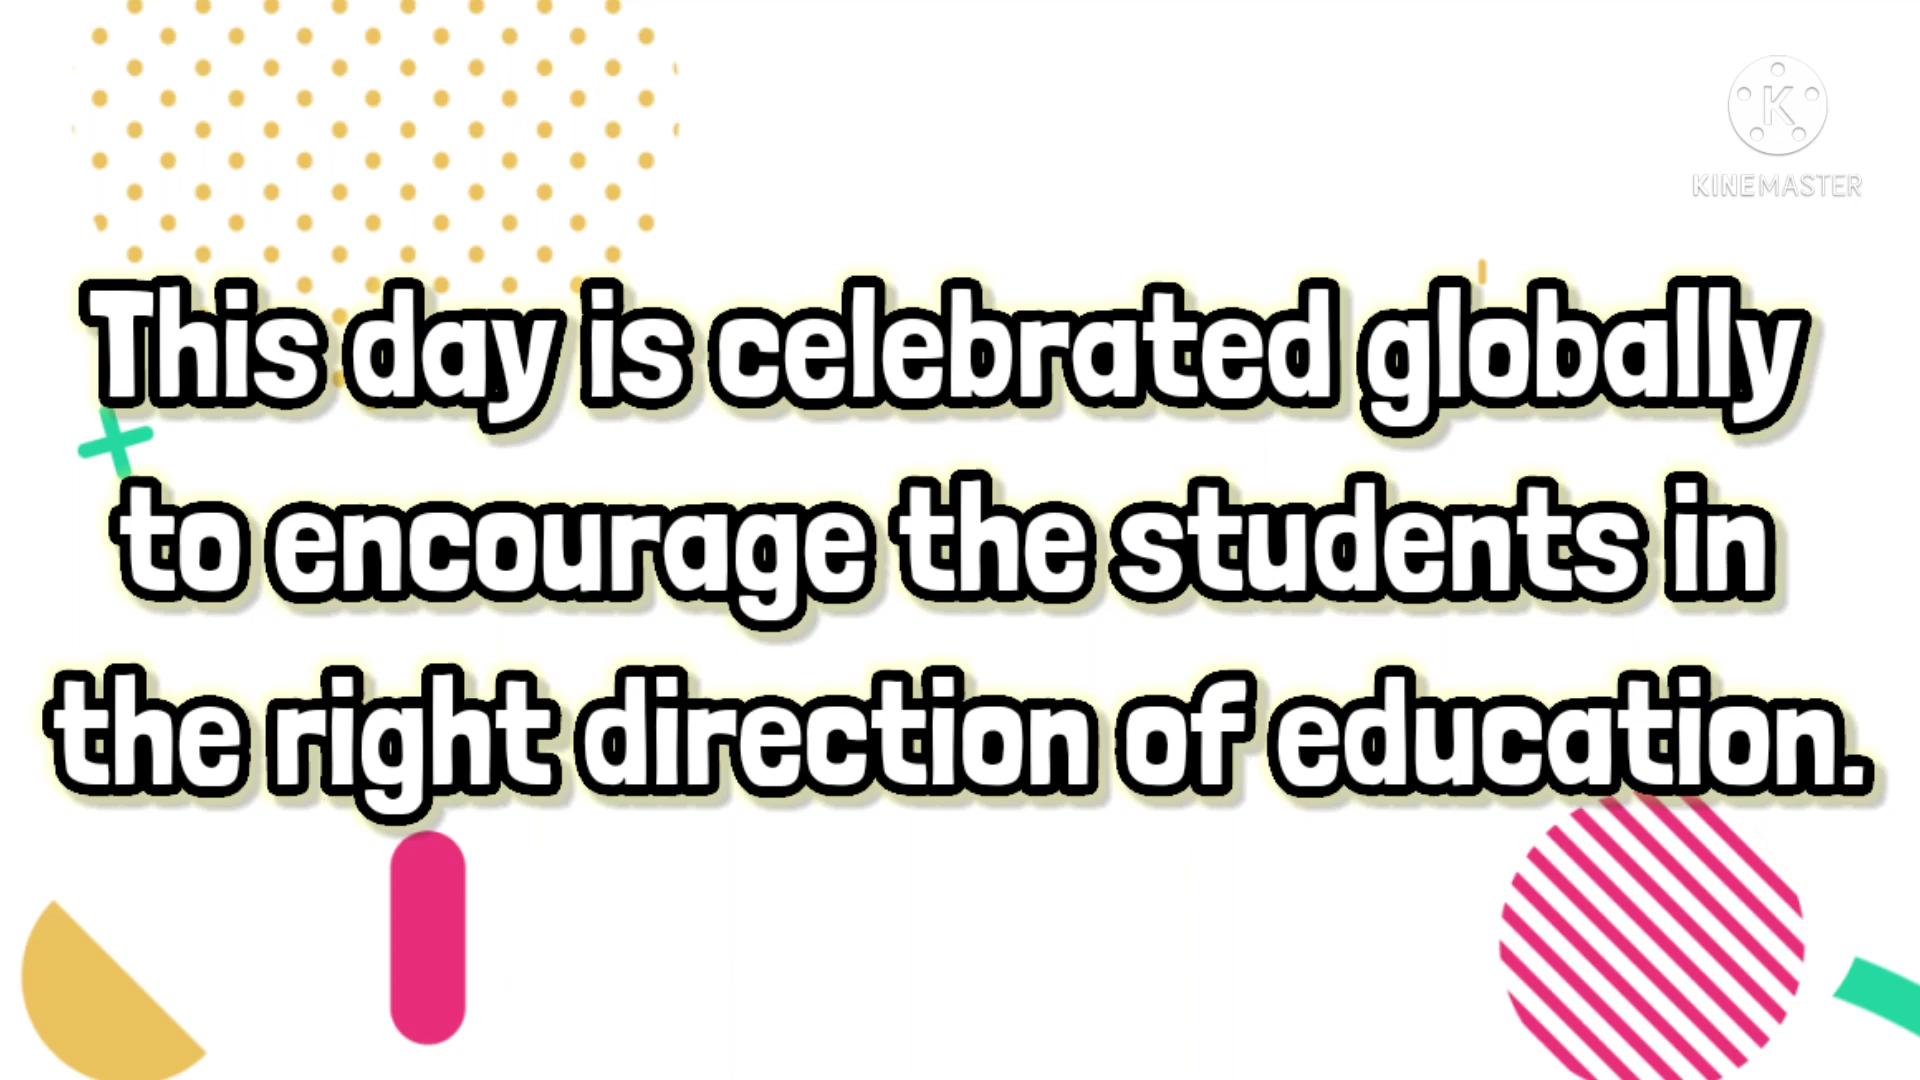 KINEMASTER
This day is celebrated globally
to encourage the students in
the right direction of education.